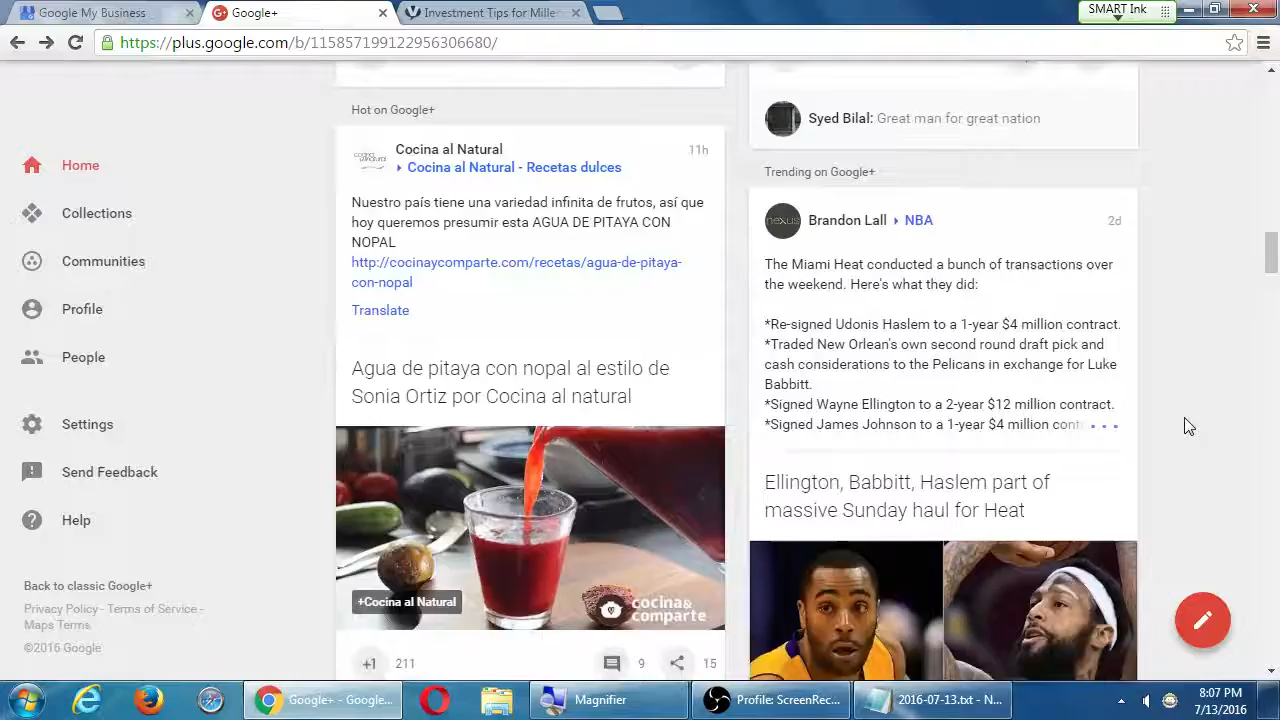 Google My Business
Google+
Investment Tips for Mille
SMART Ink
https://plus.google.com/b/115857199122956306680/
Home
Collections
Communities
Profile
People
Settings
Send Feedback
Help
Back to classic Google+
Privacy Policy - Terms of Service -
Maps Terms
©2016 Google
Hot on Google+
Cocina al Natural
11h
Cocina al Natural - Recetas dulces
Nuestro país tiene una variedad infinita de frutos, así que
hoy queremos presumir esta AGUA DE PITAYA CON
NOPAL
http://cocinaycomparte.com/recetas/agua-de-pitaya-
con-nopal
Translate
Agua de pitaya con nopal al estilo de
Sonia Ortiz por Cocina al natural
+Cocina al Natural
cocina&
comparte
+1
211
9
15
Syed Bilal: Great man for great nation
Trending on Google+
nexus
Brandon Lall
NBA
2d
The Miami Heat conducted a bunch of transactions over
the weekend. Here's what they did:
*Re-signed Udonis Haslem to a 1-year $4 million contract.
*Traded New Orlean's own second round draft pick and
cash considerations to the Pelicans in exchange for Luke
Babbitt.
*Signed Wayne Ellington to a 2-year $12 million contract.
*Signed James Johnson to a 1-year $4 million cont
Ellington, Babbitt, Haslem part of
massive Sunday haul for Heat
Google+ - Google...
Magnifier
Profile: ScreenRec...
2016-07-13.txt - N...
8:07 PM
7/13/2016